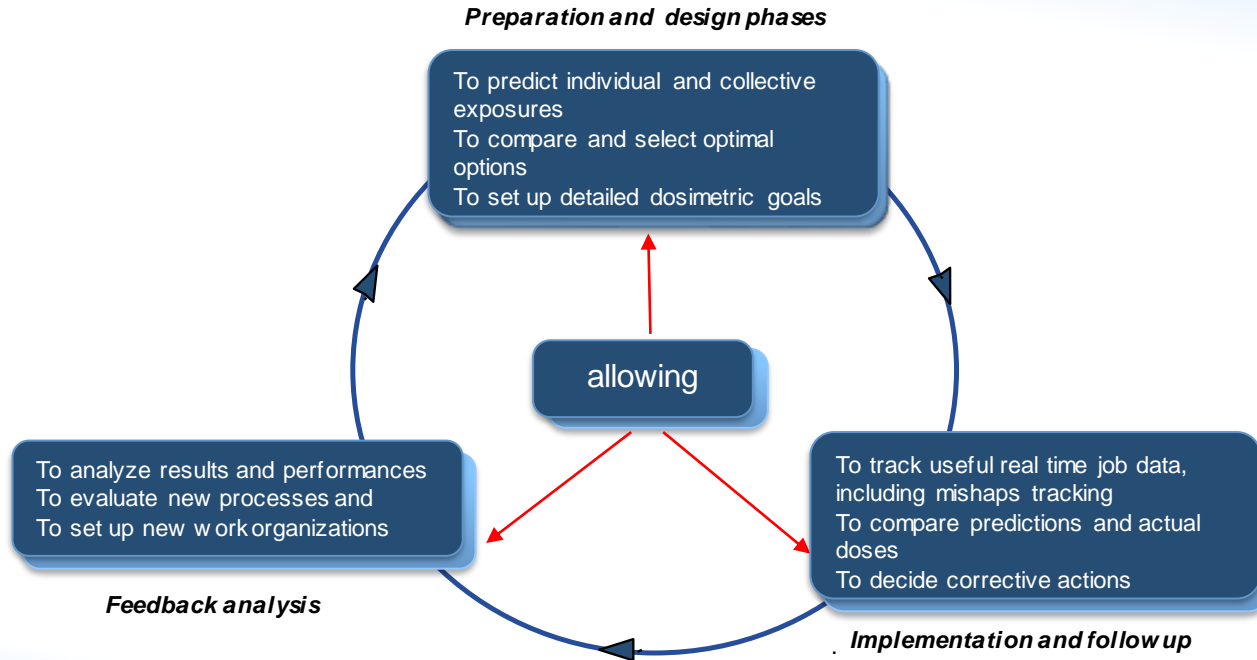 Preparation and design phases
To predict individual and collective
exposures
To compare and select optimal
options
To set up detailed dosimetric goals
allowing
To analyze results and performances
To evaluate new processes and
To set up new work organizations
Feedback analysis
To track useful real time job data,
including mishaps tracking
To compare predictions and actual
doses
To decide corrective actions
. Implementation and follow up